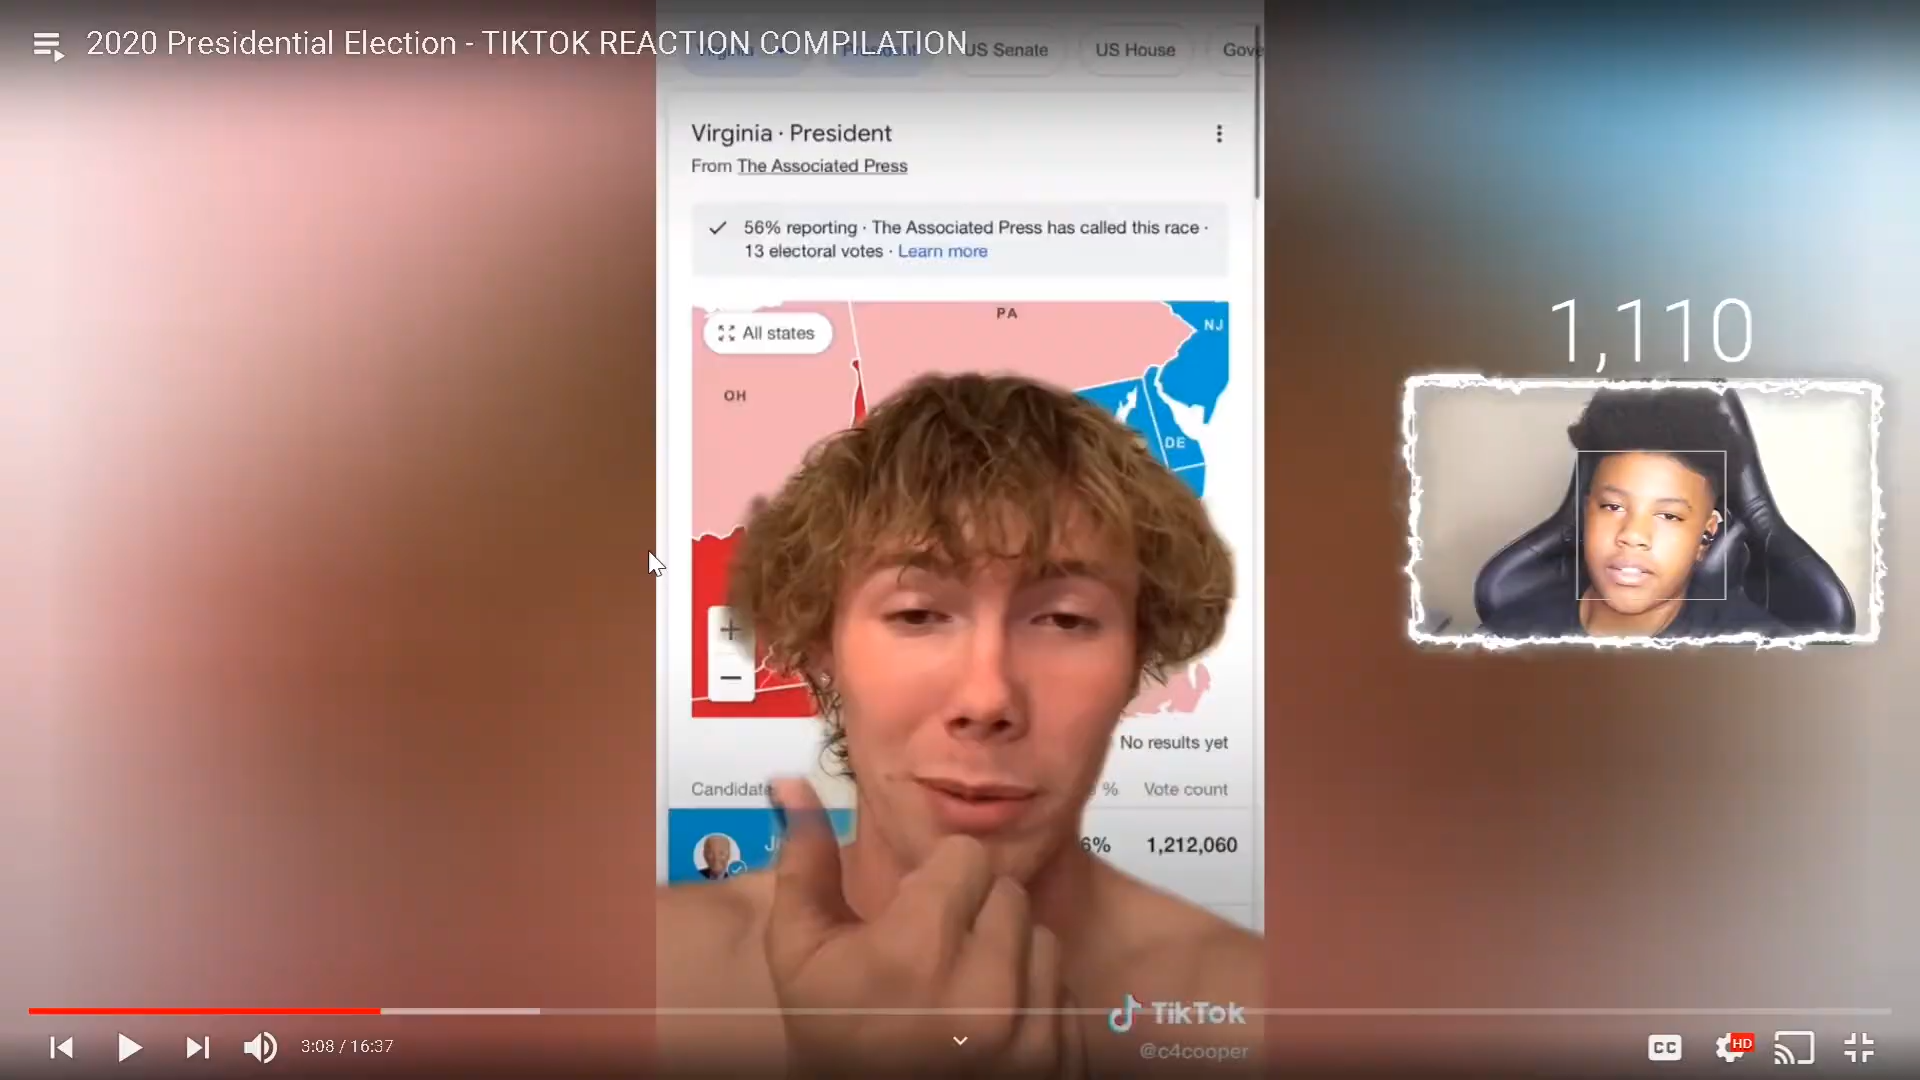 2020 Presidential Election - TIKTOK REACTION COMPILATION
US Senate
US House
Gove
Virginia · President
From The Associated Press
56% reporting · The Associated Press has called this race ·
13 electoral votes · Learn more
PA
NJ
All states
1,110
OH
DE
+
−
No results yet
Candidate
%
Vote count
J
6%
1,212,060
TikTok
@c4cooper
3:08 / 16:37
CC
HD